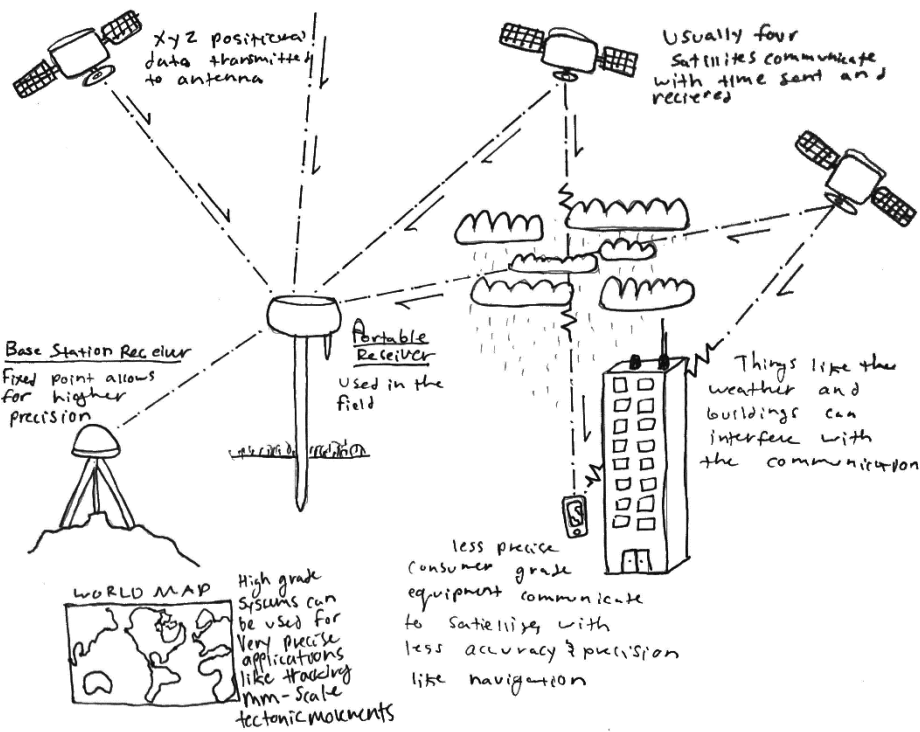 XYZ positional
data transmitted
to antenna
Usually four
Satellites communicate
with time sent and
recieved
Base Station Receiver
Fixed point allows
for higher
precision
Portable
Receiver
Used in the
field
Things like the
weather and
buildings can
interfere with
the communication
WORLD MAP
High grade
systems can
be used for
very precise
applications
like tracking
mm-scale
tectonic movements
less precise
Consumer grade
equipment communicate
to satellites, with
less accuracy & precision
like navigation